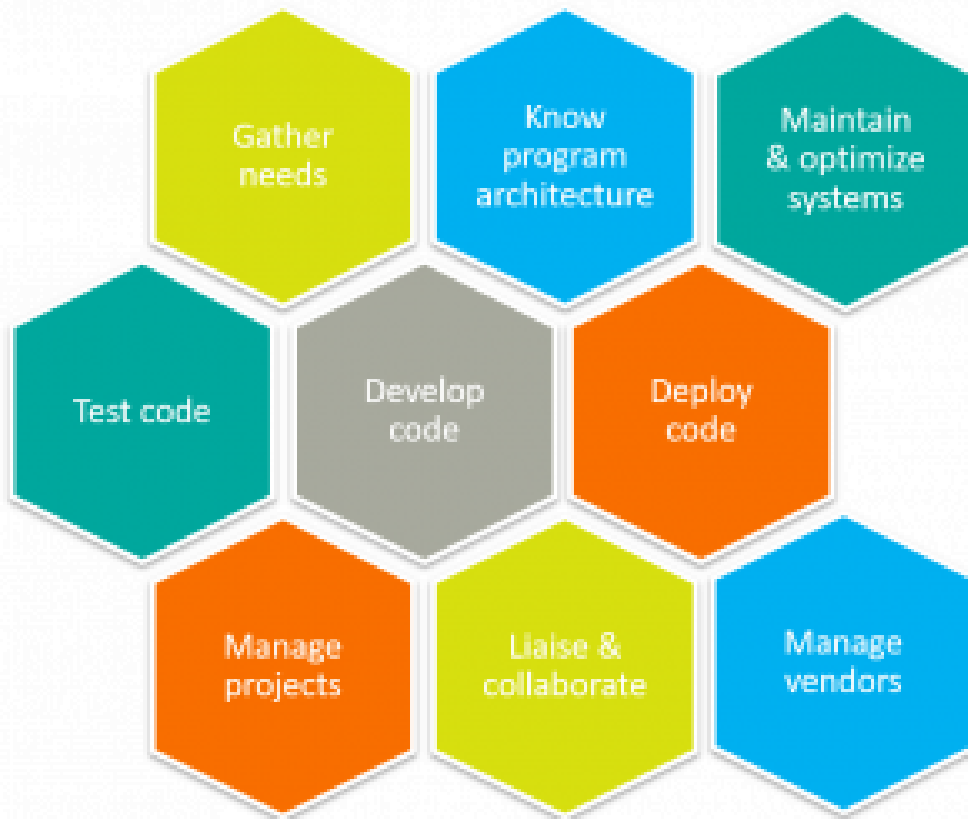 Gather
needs
Know
program
architecture
Maintain
& optimize
systems
Test code
Develop
code
Deploy
code
Manage
projects
Liaise &
collaborate
Manage
vendors